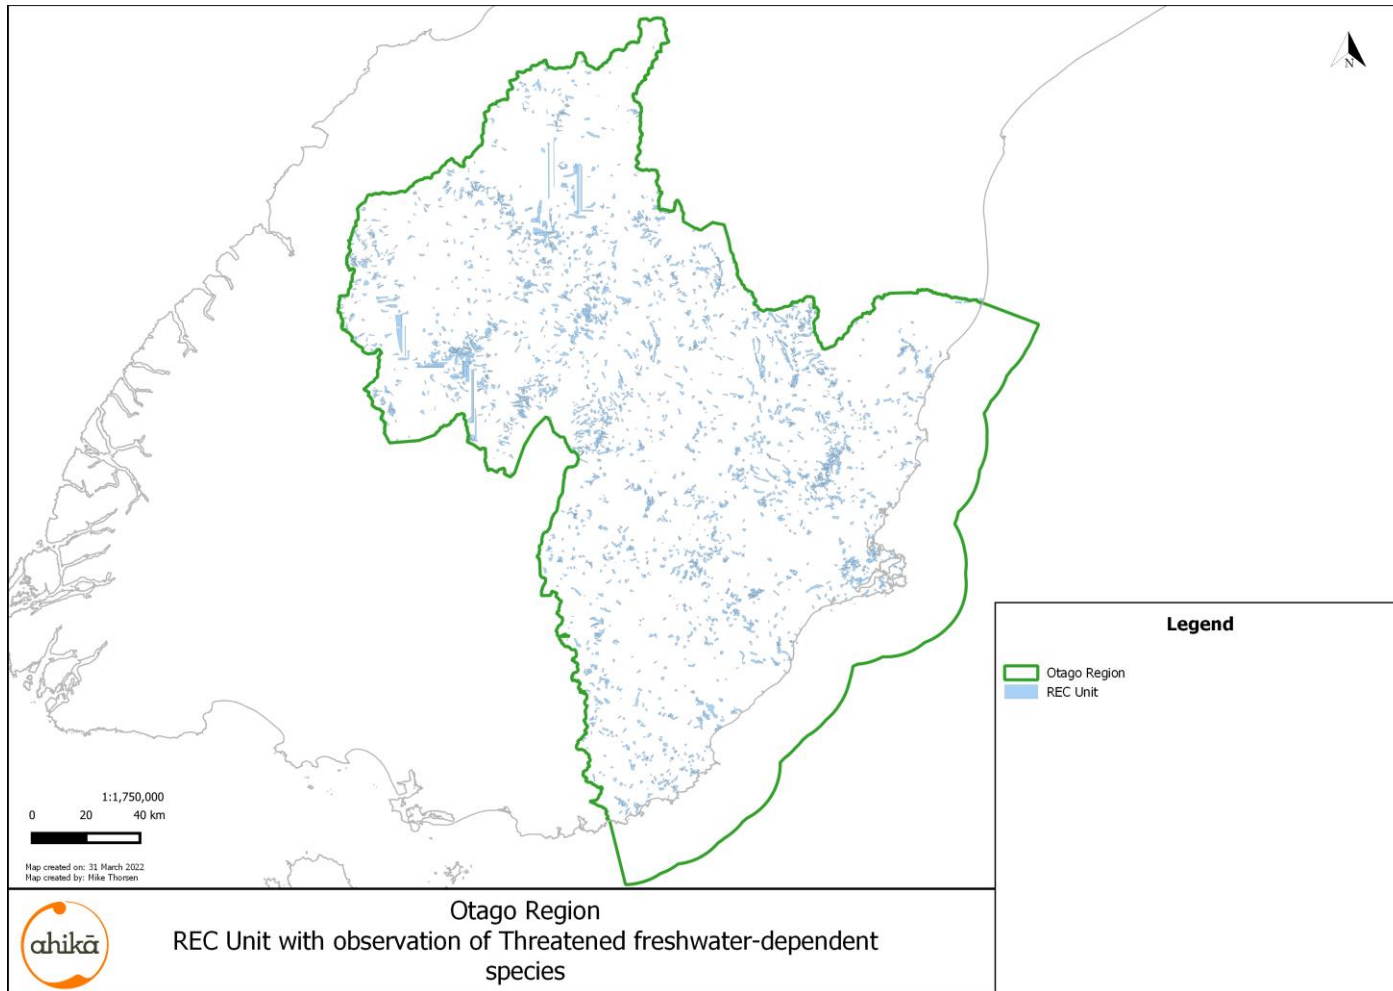 N
Legend
Otago Region
REC Unit
1:1,750,000
0 20 40 km
Map created on: 31 March 2022
Map created by: Mike Thorsen
ahikā
Otago Region
REC Unit with observation of Threatened freshwater-dependent
species